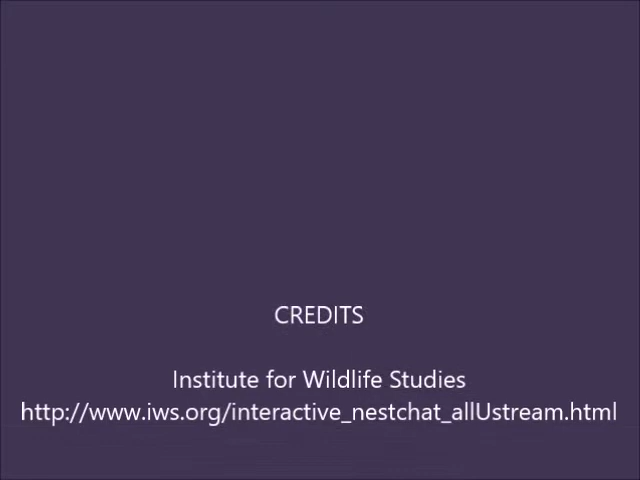 CREDITS
Institute for Wildlife Studies
http://www.iws.org/interactive_nestchat_allUstream.html